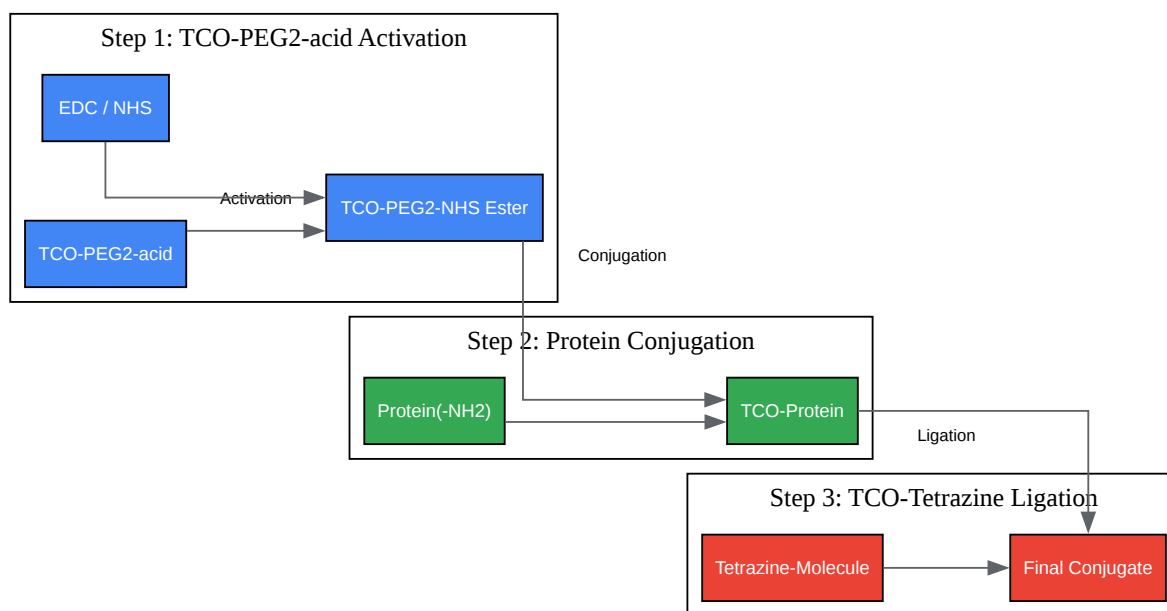 Step 1: TCO-PEG2-acid Activation
EDC / NHS
Activation
TCO-PEG2-NHS Ester
TCO-PEG2-acid
Conjugation
Step 2: Protein Conjugation
Protein(-NH2)
TCO-Protein
Ligation
Step 3: TCO-Tetrazine Ligation
Tetrazine-Molecule
Final Conjugate